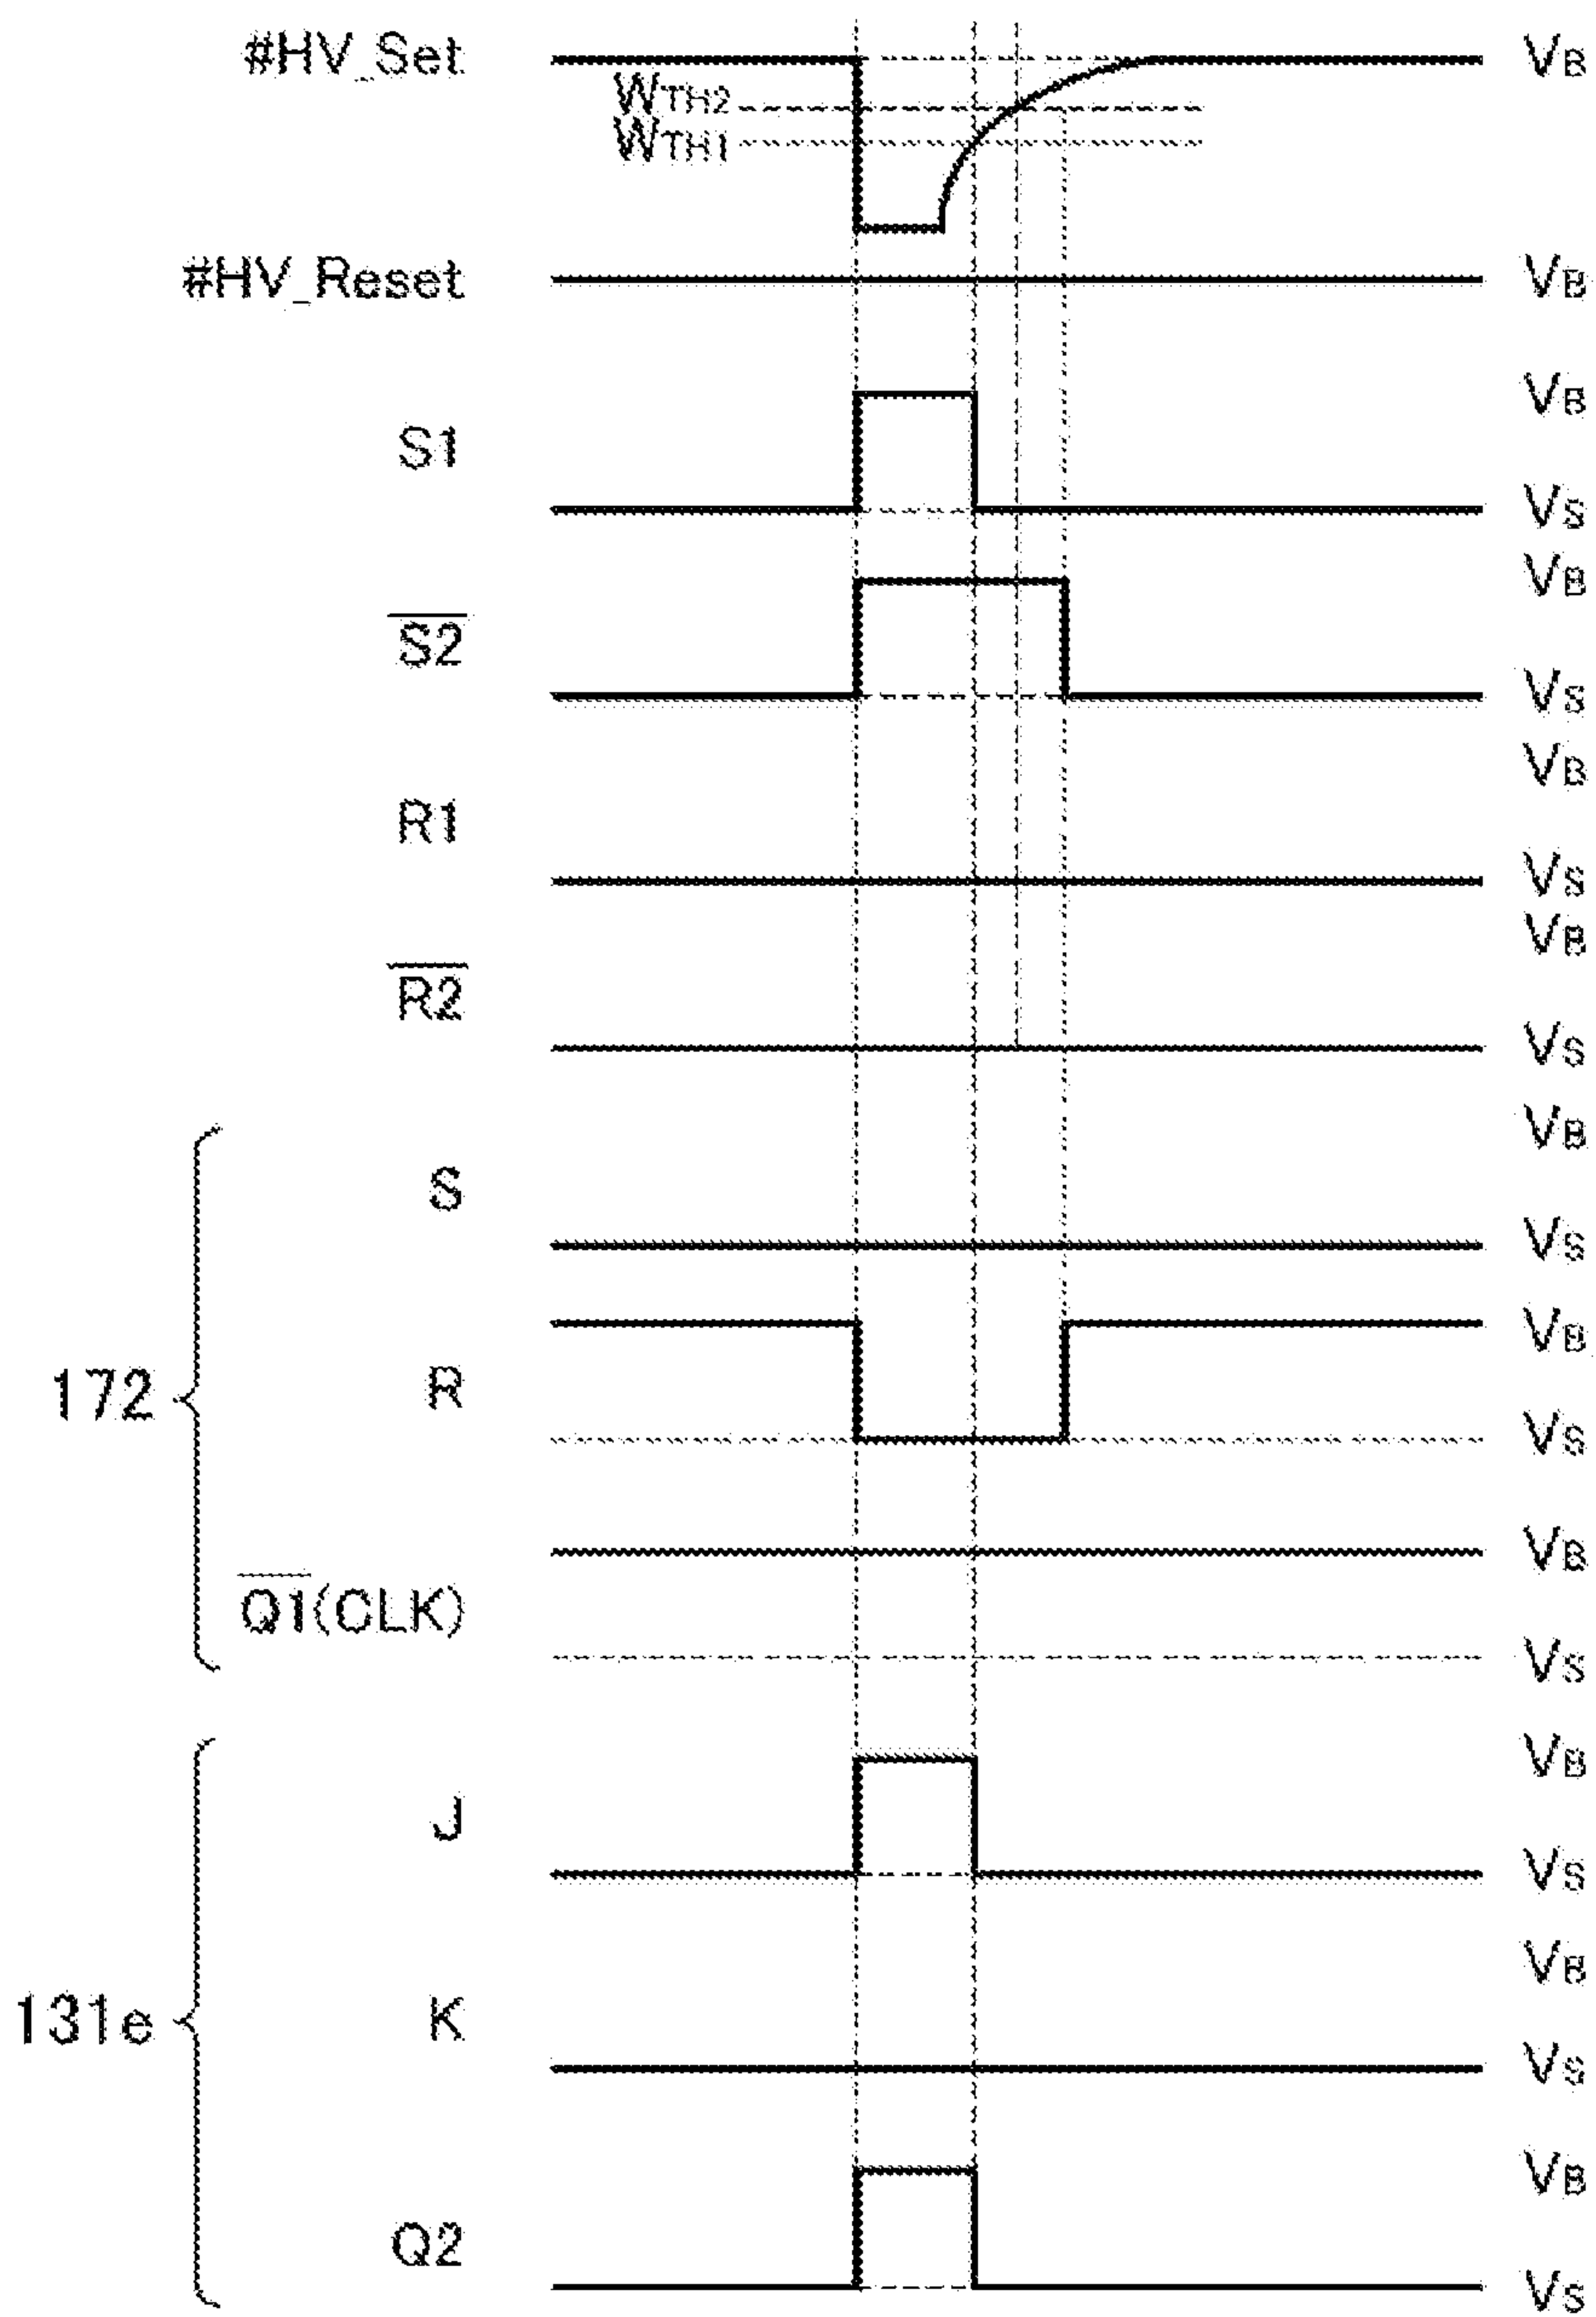 #HV_Set
VB
WTH2
WTH1
#HV_Reset
VB
VB
S1
VS
VB
S2
VS
VB
R1
VS
VB
R2
VS
VB
S
VS
VB
172
R
VS
VB
Q1(CLK)
VS
VB
J
VS
VB
131e
K
VS
VB
Q2
VS